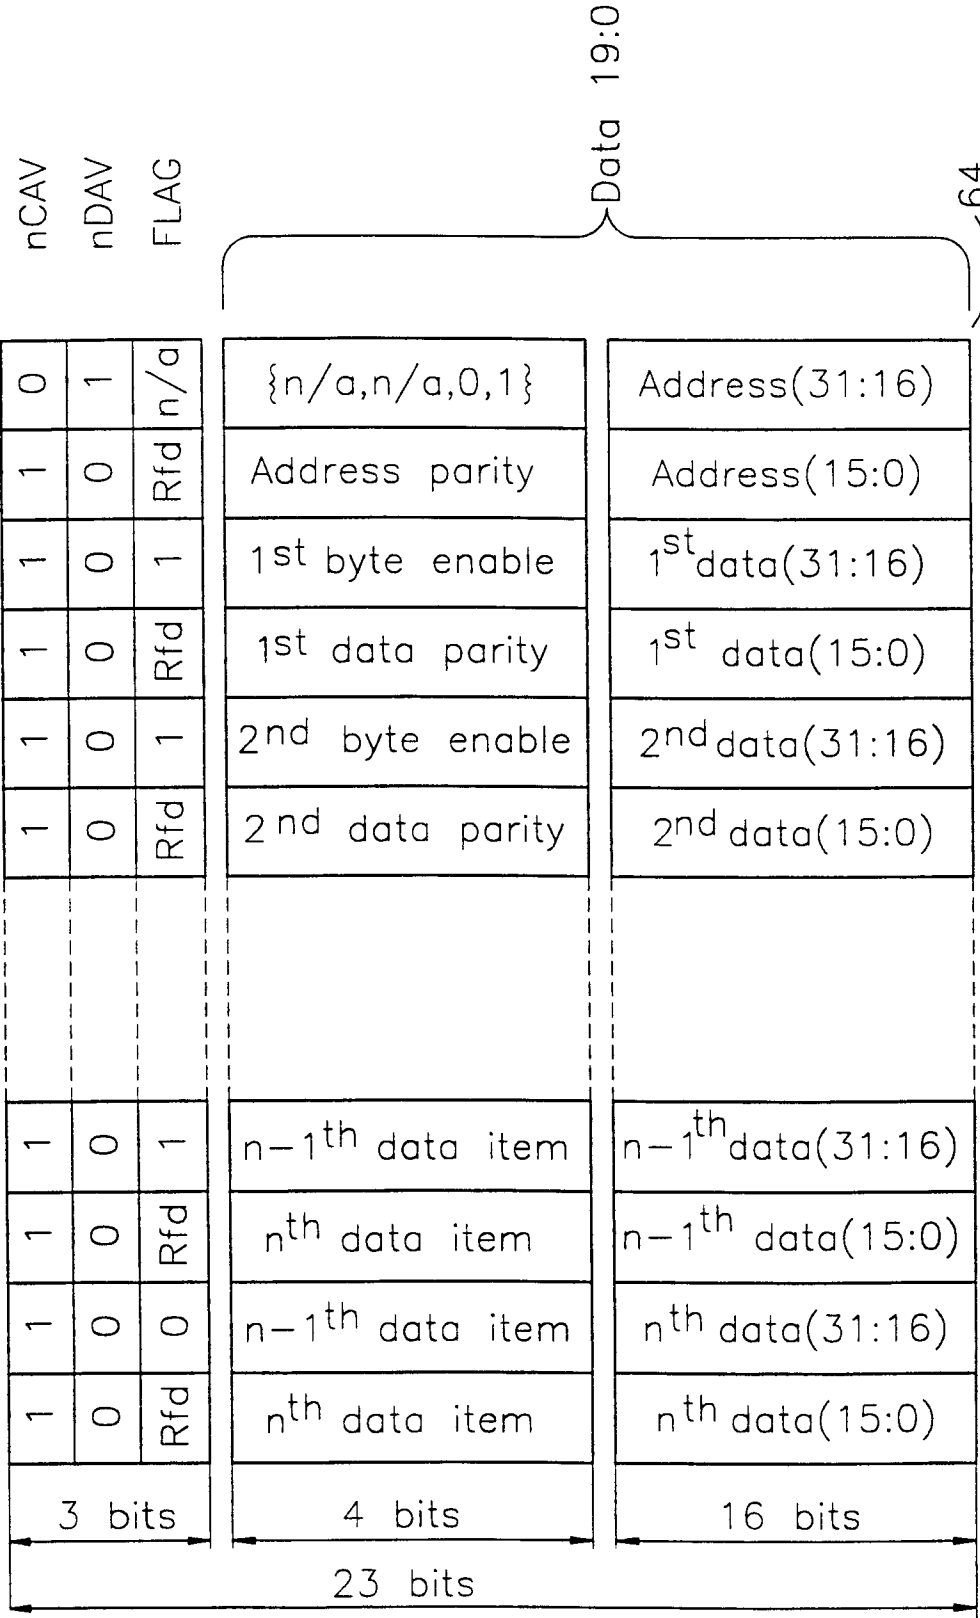 nCAV
nDAV
FLAG
Data 19:0
64
0 1 n/a {n/a,n/a,0,1} Address(31:16)
1 0 Rfd Address parity Address(15:0)
1 0 1 1st byte enable 1st data(31:16)
1 0 Rfd 1st data parity 1st data(15:0)
1 0 1 2nd byte enable 2nd data(31:16)
1 0 Rfd 2nd data parity 2nd data(15:0)
1 0 1 n-1th data item n-1th data(31:16)
1 0 Rfd nth data item n-1th data(15:0)
1 0 0 n-1th data item nth data(31:16)
1 0 Rfd nth data item nth data(15:0)
3 bits 4 bits 16 bits
23 bits